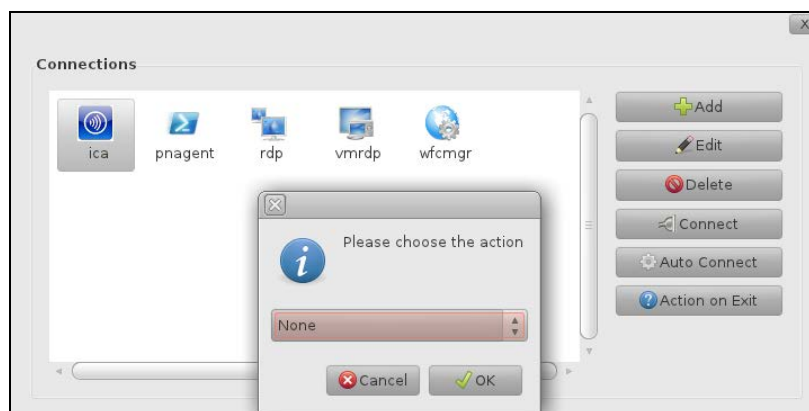 X
Connections
ica pnagent rdp vmrdp wfcmgr
Add
Edit
Delete
Connect
Auto Connect
Action on Exit
Please choose the action
None
Cancel OK